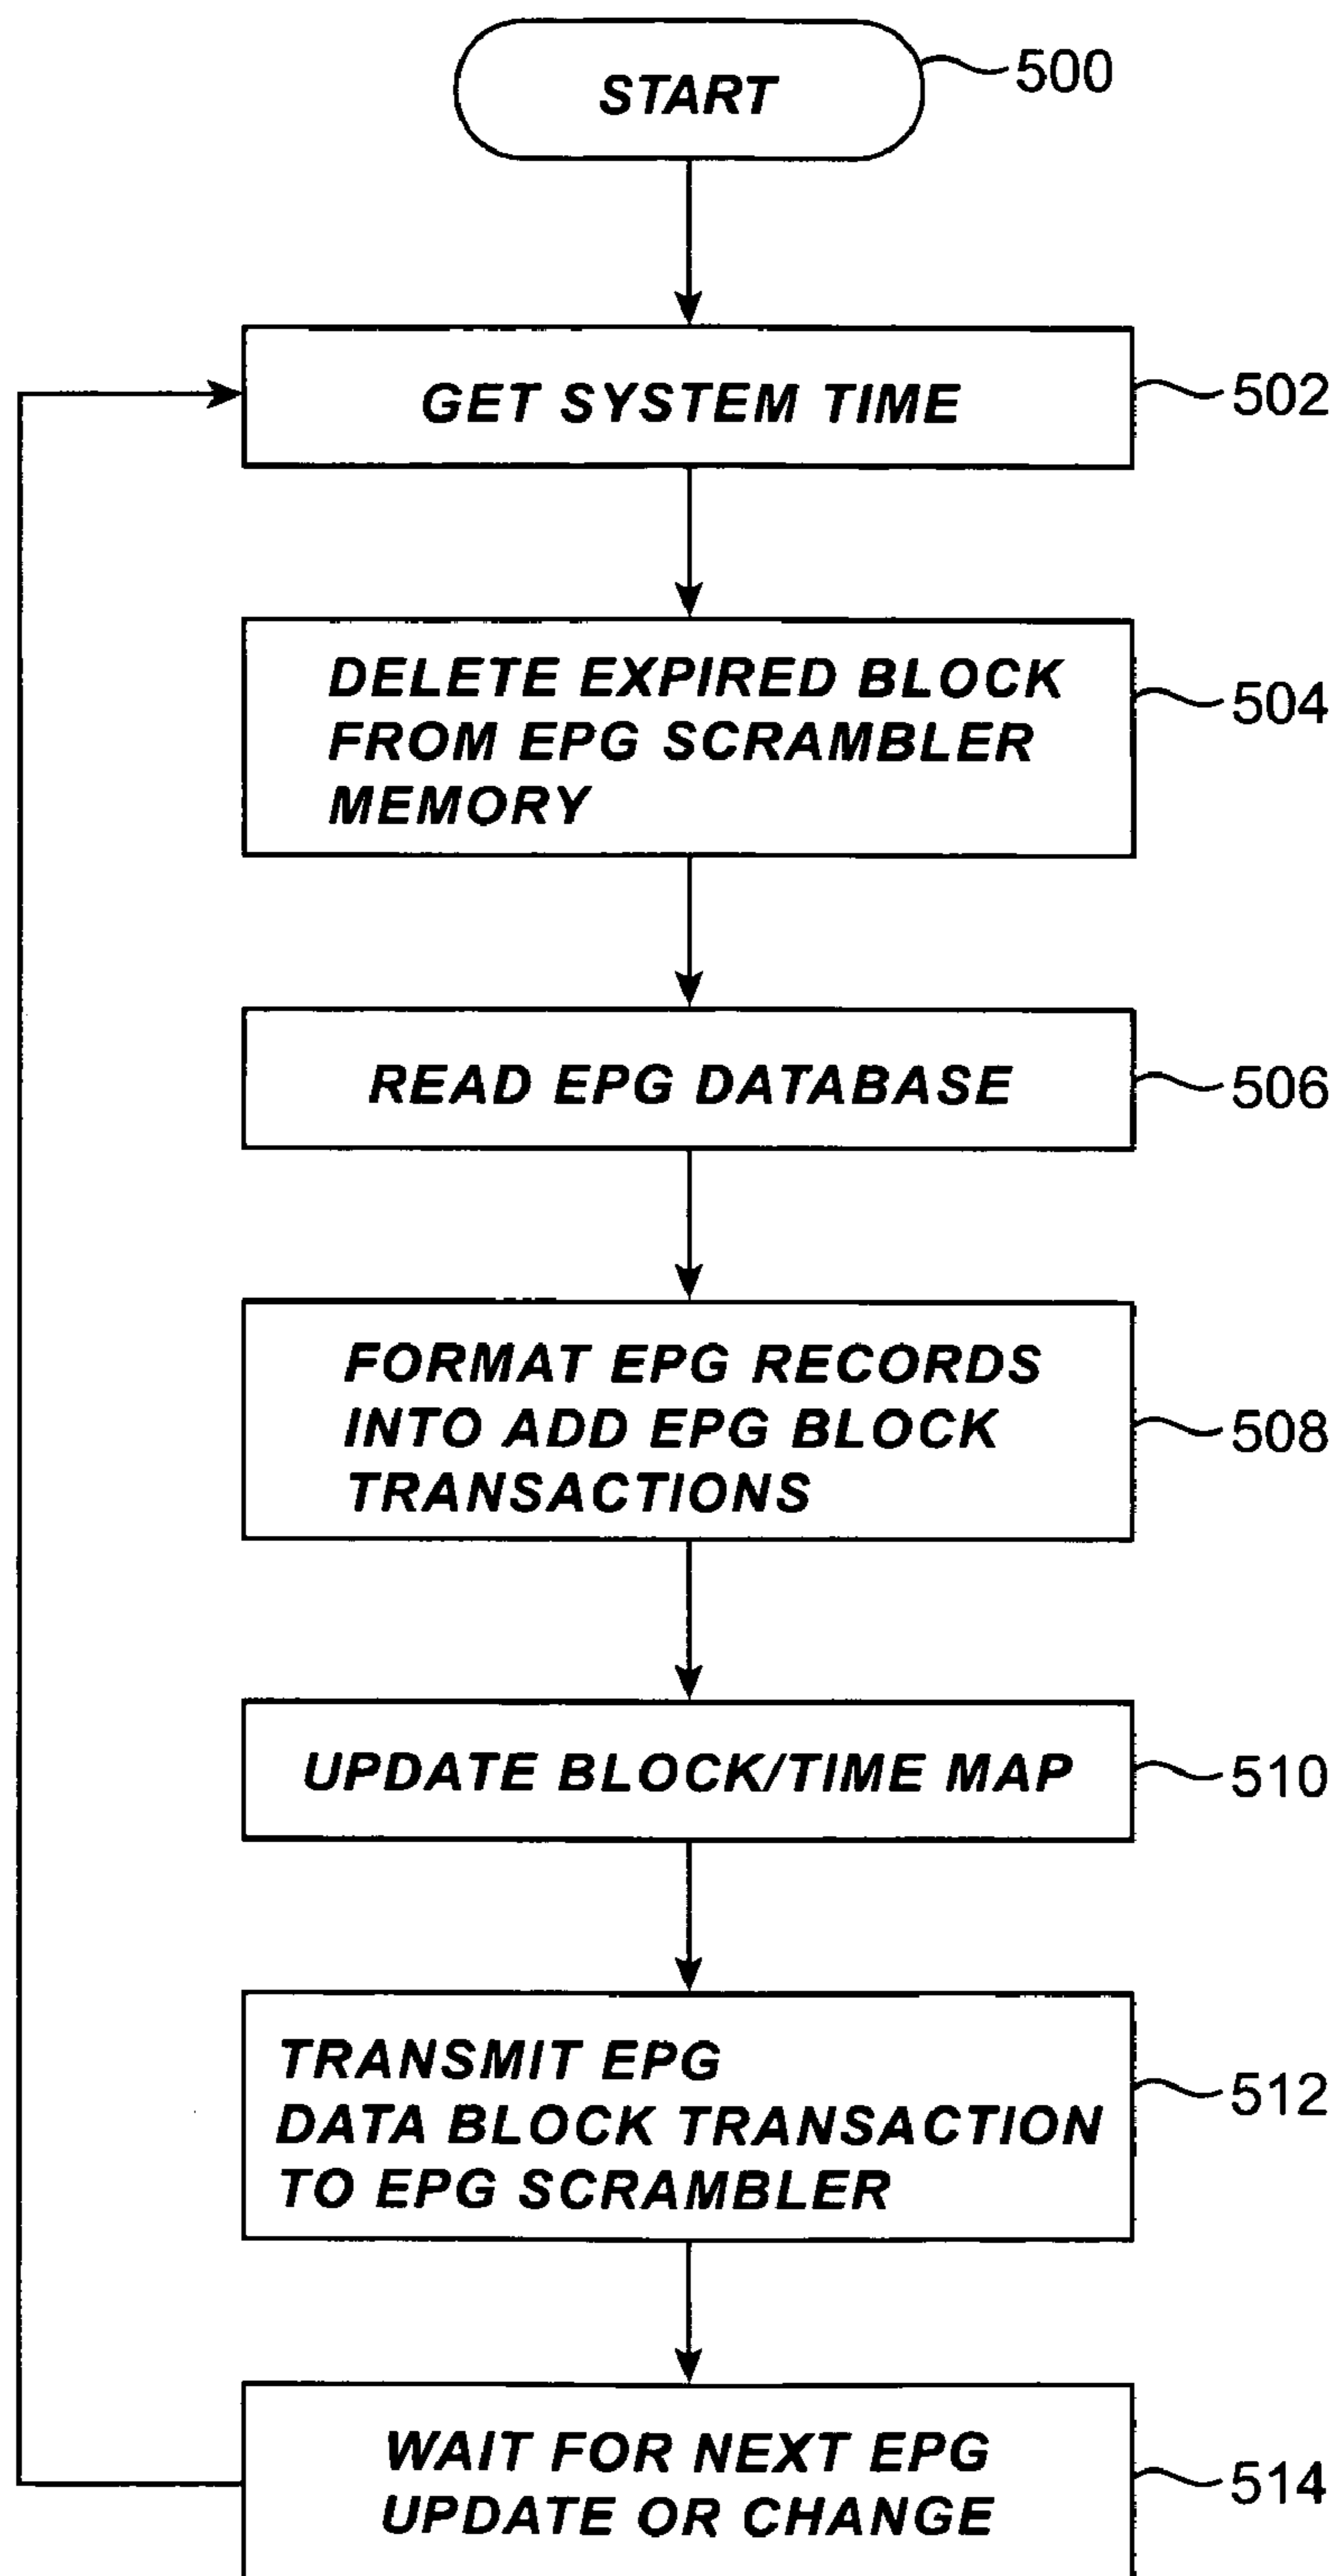 START
500
GET SYSTEM TIME
502
DELETE EXPIRED BLOCK
FROM EPG SCRAMBLER
MEMORY
504
READ EPG DATABASE
506
FORMAT EPG RECORDS
INTO ADD EPG BLOCK
TRANSACTIONS
508
UPDATE BLOCK/TIME MAP
510
TRANSMIT EPG
DATA BLOCK TRANSACTION
TO EPG SCRAMBLER
512
WAIT FOR NEXT EPG
UPDATE OR CHANGE
514